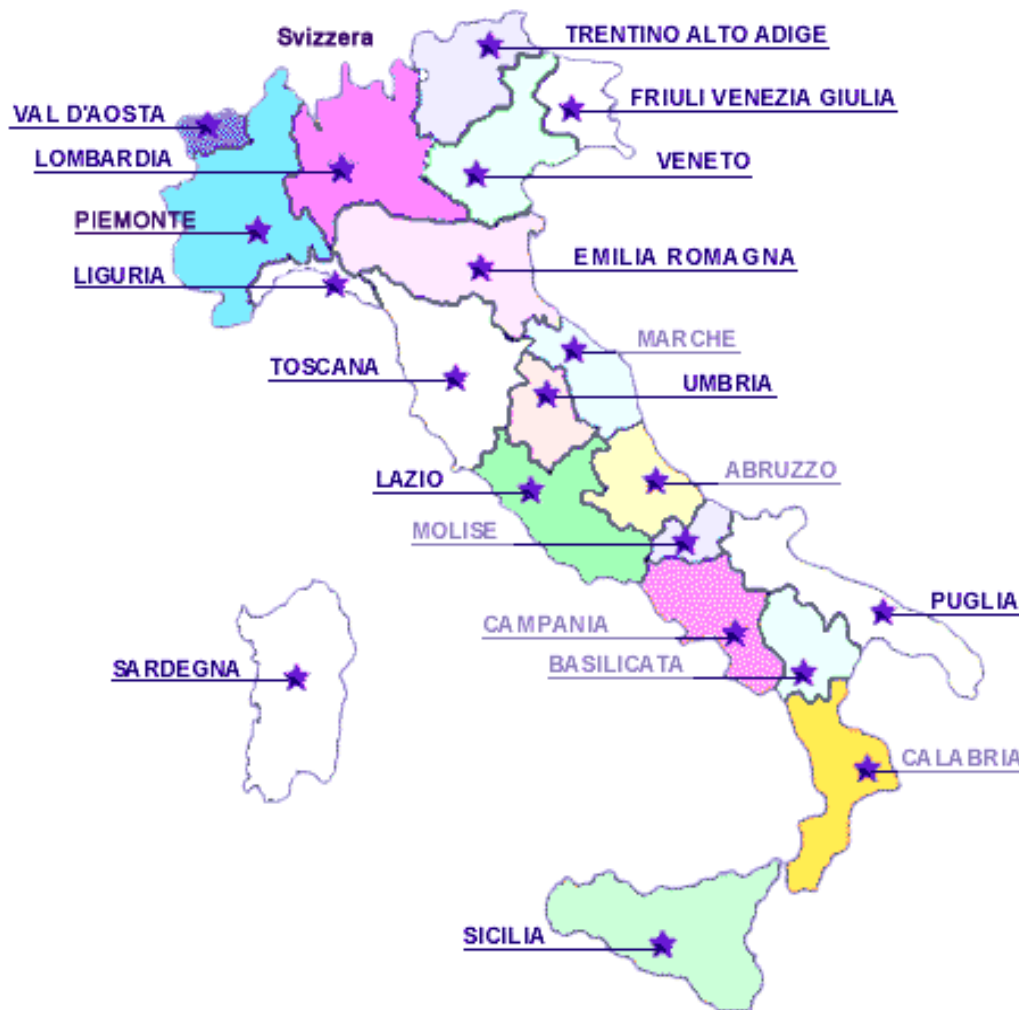 TRENTINO ALTO ADIGE
Svizzera
FRIULI VENEZIA GIULIA
VAL D'AOSTA
LOMBARDIA
VENETO
PIEMONTE
EMILIA ROMAGNA
LIGURIA
MARCHE
TOSCANA
UMBRIA
ABRUZZO
LAZIO
MOLISE
PUGLIA
CAMPANIA
BASILICATA
SARDEGNA
CALABRIA
SICILIA